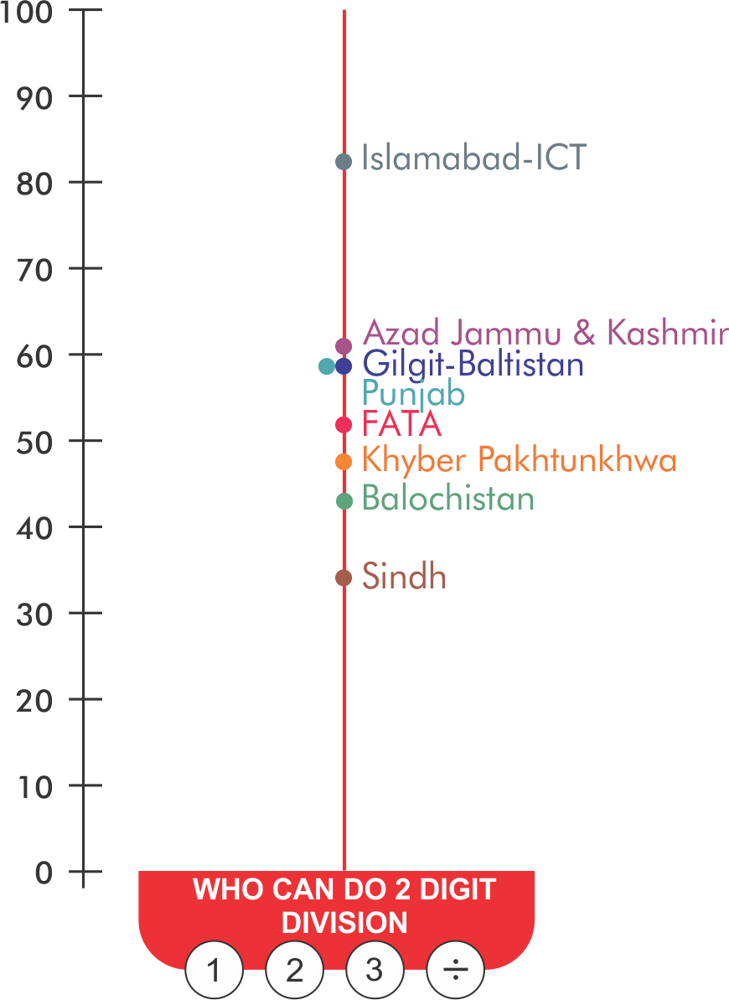 100
90
Islamabad-ICT
80
70
Azad Jammu & Kashmir
60
Gilgit-Baltistan
Punjab
FATA
50
Khyber Pakhtunkhwa
Balochistan
40
Sindh
30
20
10
0
WHO CAN DO 2 DIGIT
DIVISION
1 2 3 ÷